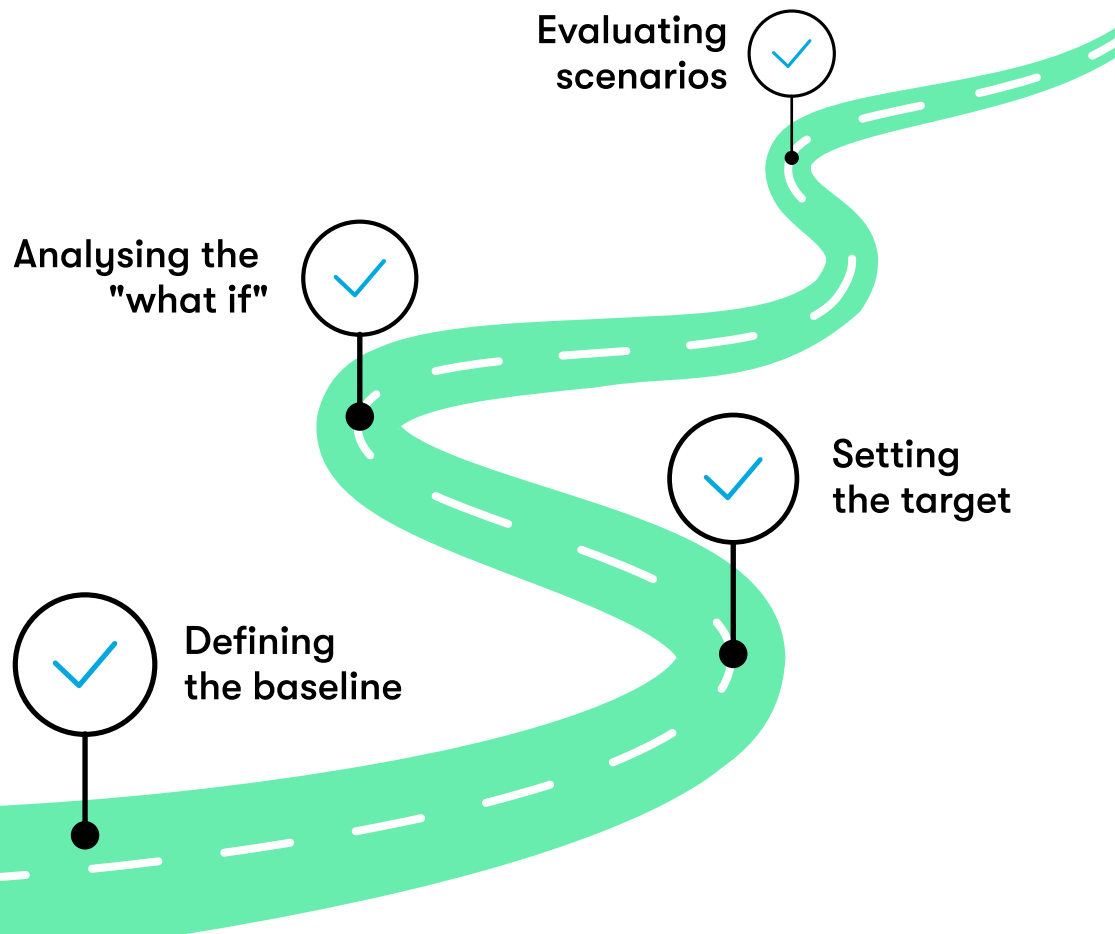 Evaluating
scenarios
Analysing the
"what if"
Setting
the target
Defining
the baseline